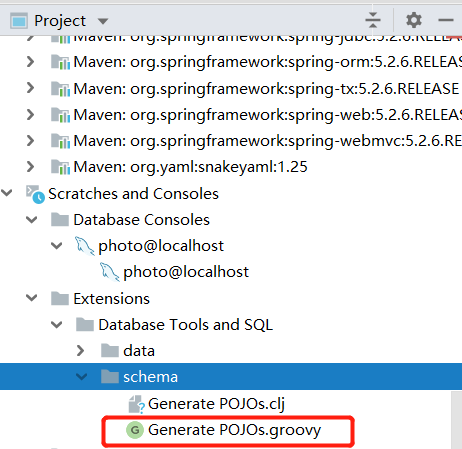 Project
Maven: org.springframework:spring-jdbc:5.2.6.RELEAS
Maven: org.springframework:spring-orm:5.2.6.RELEASE
Maven: org.springframework:spring-tx:5.2.6.RELEASE
Maven: org.springframework:spring-web:5.2.6.RELEASE
Maven: org.springframework:spring-webmvc:5.2.6.RE
Maven: org.yaml:snakeyaml:1.25
Scratches and Consoles
Database Consoles
photo@localhost
photo@localhost
Extensions
Database Tools and SQL
data
schema
Generate POJOs.clj
Generate POJOs.groovy